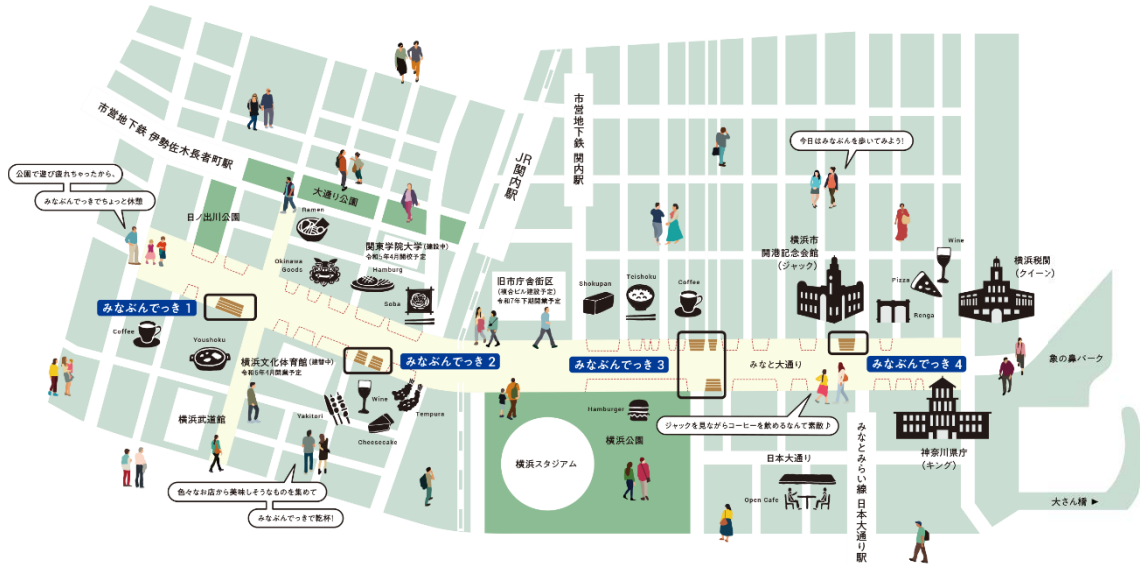 市営地下鉄 伊勢佐木長者町駅
公園で遊び疲れちゃったから、
みなぶんでっきでちょっと休憩
日ノ出川公園
大通り公園
Ramen
関東学院大学(建設中)
令和5年4月開校予定
Okinawa
Goods
Hamburg
Soba
みなぶんでっき 1
Coffee
Youshoku
横浜文化体育館(建替中)
令和6年4月開業予定
みなぶんでっき 2
横浜武道館
Yakitori
Wine
Cheesecake
Tempura
色々なお店から美味しそうなものを集めて
みなぶんでっきで乾杯!
JR関内駅
市営地下鉄 関内駅
旧市庁舎街区
(複合ビル建設予定)
令和7年下期開業予定
Shokupan
Teishoku
Coffee
みなぶんでっき 3
Hamburger
横浜スタジアム
横浜公園
今日はみなぶんを歩いてみよう!
横浜市
開港記念会館
(ジャック)
Wine
Pizza
Renga
横浜税関
(クイーン)
みなと大通り
みなぶんでっき 4
ジャックを見ながらコーヒーを飲めるなんて素敵♪
日本大通り
Open Cafe
みなとみらい線 日本大通り駅
神奈川県庁
(キング)
象の鼻パーク
大さん橋 ▶